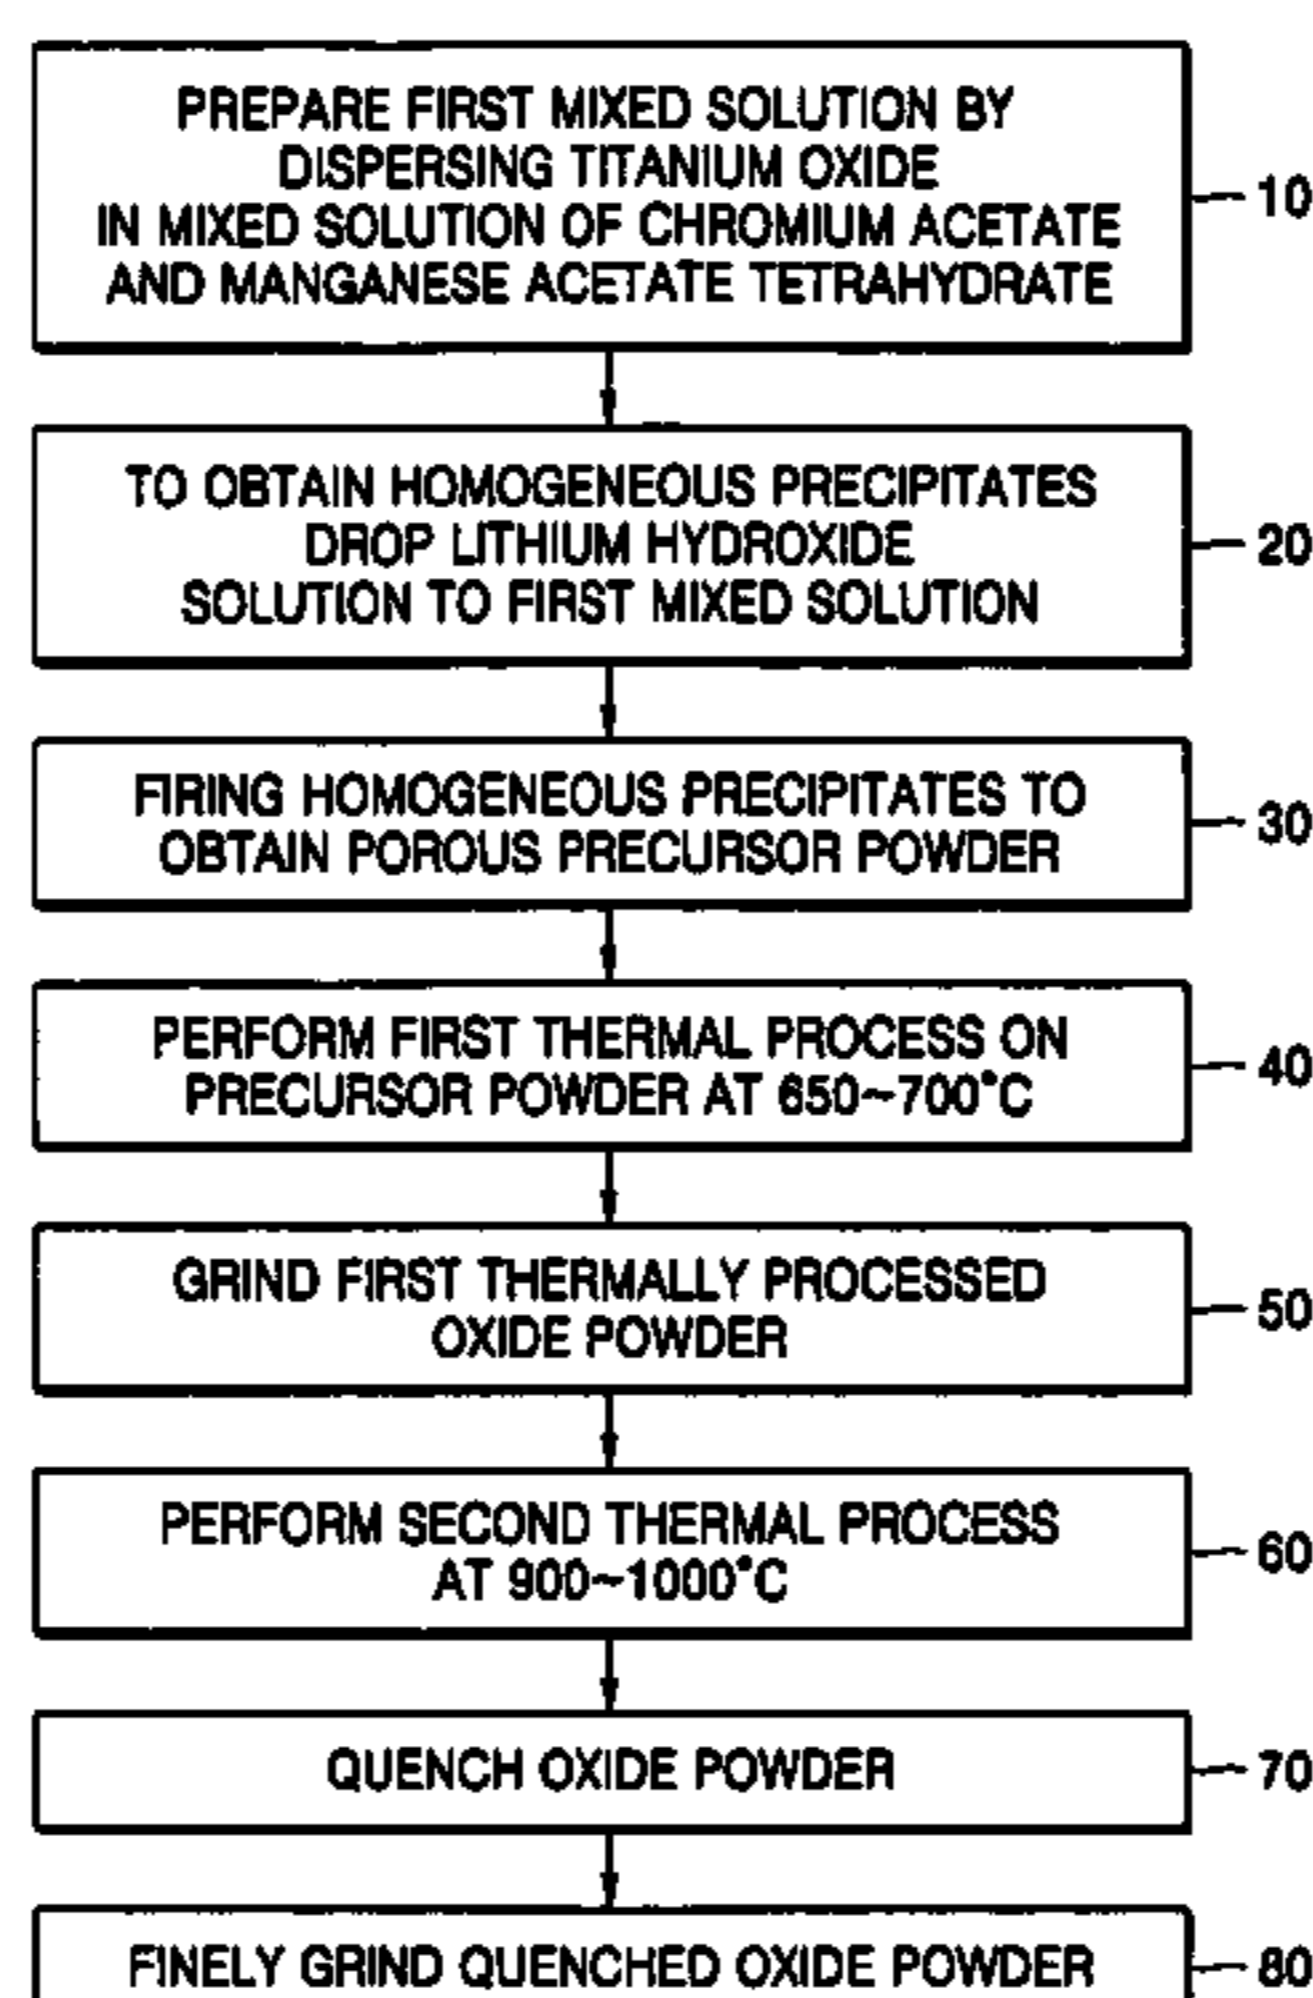 PREPARE FIRST MIXED SOLUTION BY
DISPERSING TITANIUM OXIDE
IN MIXED SOLUTION OF CHROMIUM ACETATE
AND MANGANESE ACETATE TETRAHYDRATE
10
TO OBTAIN HOMOGENEOUS PRECIPITATES
DROP LITHIUM HYDROXIDE
SOLUTION TO FIRST MIXED SOLUTION
20
FIRING HOMOGENEOUS PRECIPITATES TO
OBTAIN POROUS PRECURSOR POWDER
30
PERFORM FIRST THERMAL PROCESS ON
PRECURSOR POWDER AT 650~700°C
40
GRIND FIRST THERMALLY PROCESSED
OXIDE POWDER
50
PERFORM SECOND THERMAL PROCESS
AT 900~1000°C
60
QUENCH OXIDE POWDER
70
FINELY GRIND QUENCHED OXIDE POWDER
80